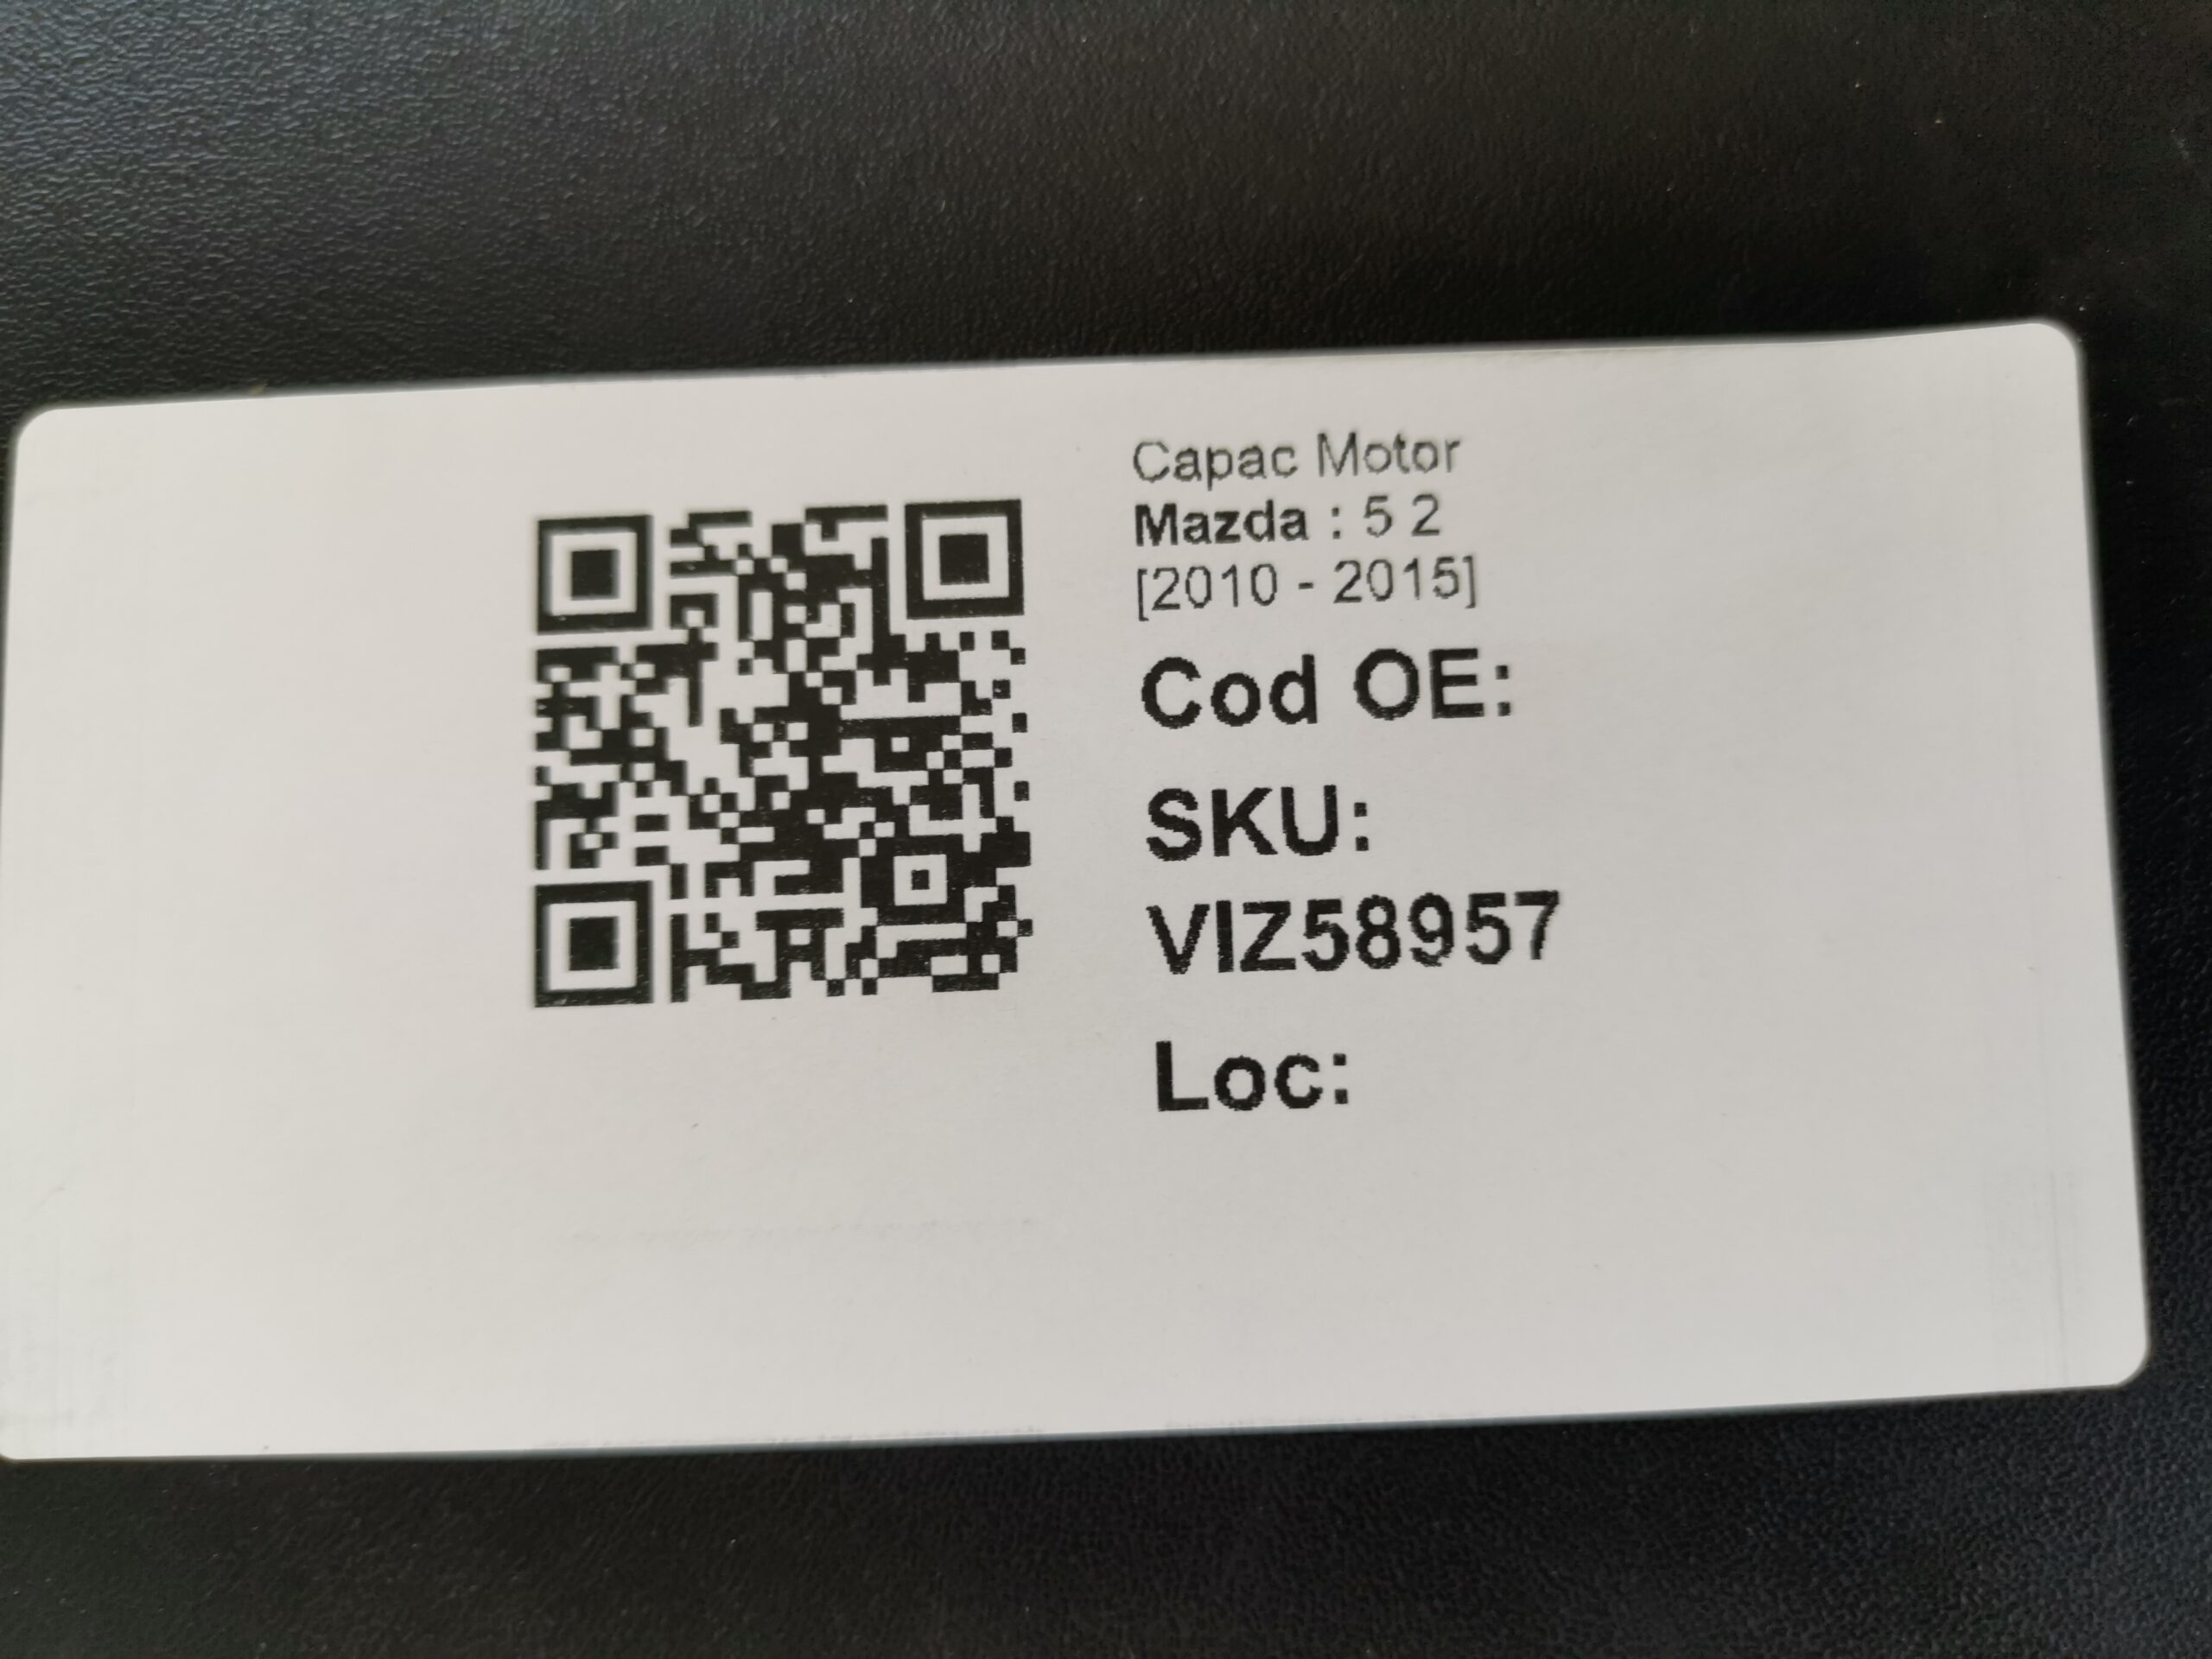 Capac Motor
Mazda : 5 2
[2010 - 2015]
Cod OE:
SKU:
VIZ58957
Loc: